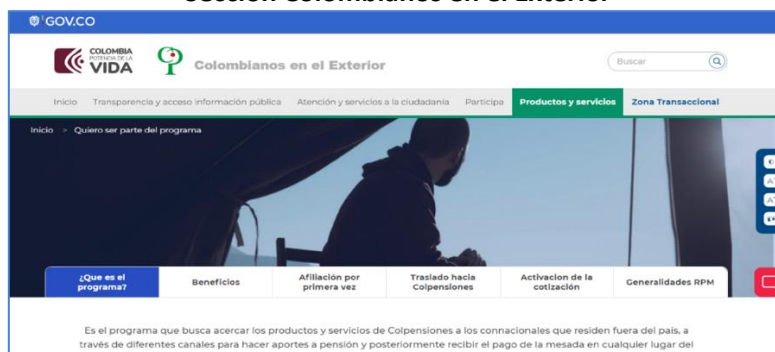 Sección Colombianos en el Exterior
GOV.CO
COLOMBIA
POTENCIA DE LA
VIDA
Colombianos en el Exterior
Buscar
Inicio Transparencia y acceso información pública Atención y servicios a la ciudadanía Participa Productos y servicios Zona Transaccional
Inicio > Quiero ser parte del programa
¿Que es el programa?
Beneficios
Afiliación por primera vez
Traslado hacia Colpensiones
Activacion de la cotización
Generalidades RPM
Es el programa que busca acercar los productos y servicios de Colpensiones a los connacionales que residen fuera del país, a
través de diferentes canales para hacer aportes a pensión y posteriormente recibir el pago de la mesada en cualquier lugar del